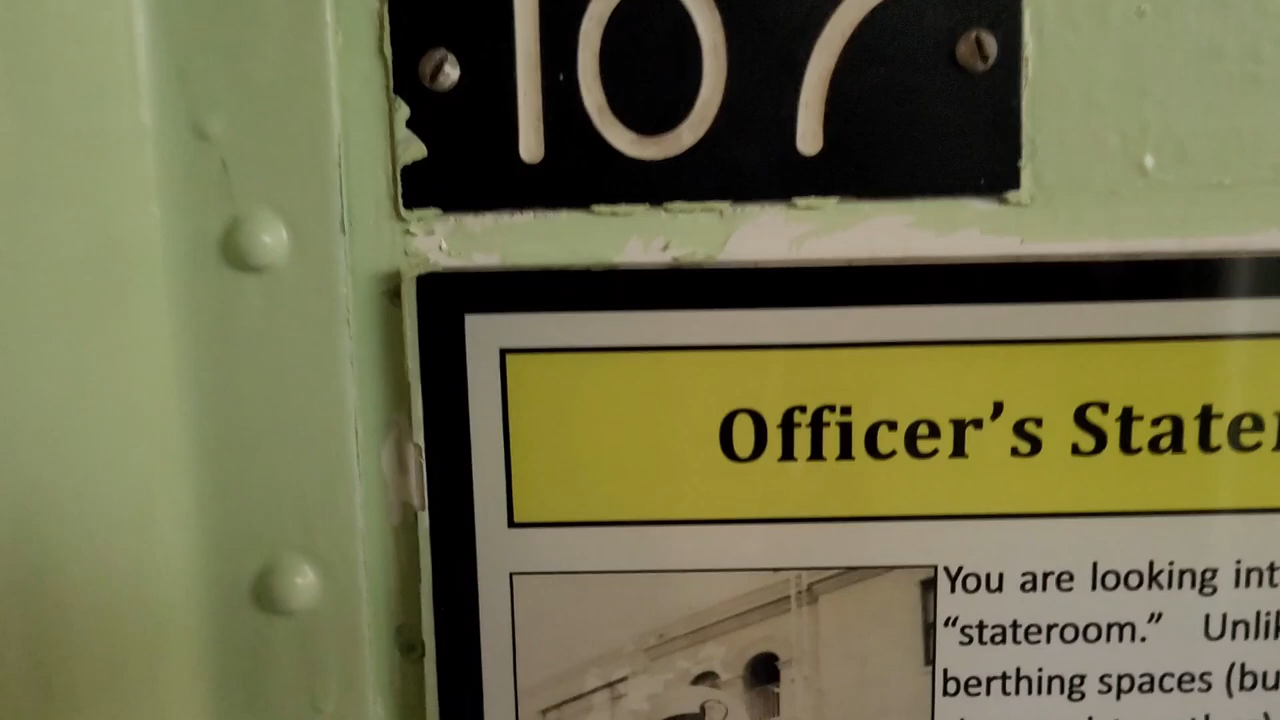 107
Officer's State
You are looking int
"stateroom." Unlik
berthing spaces (bu